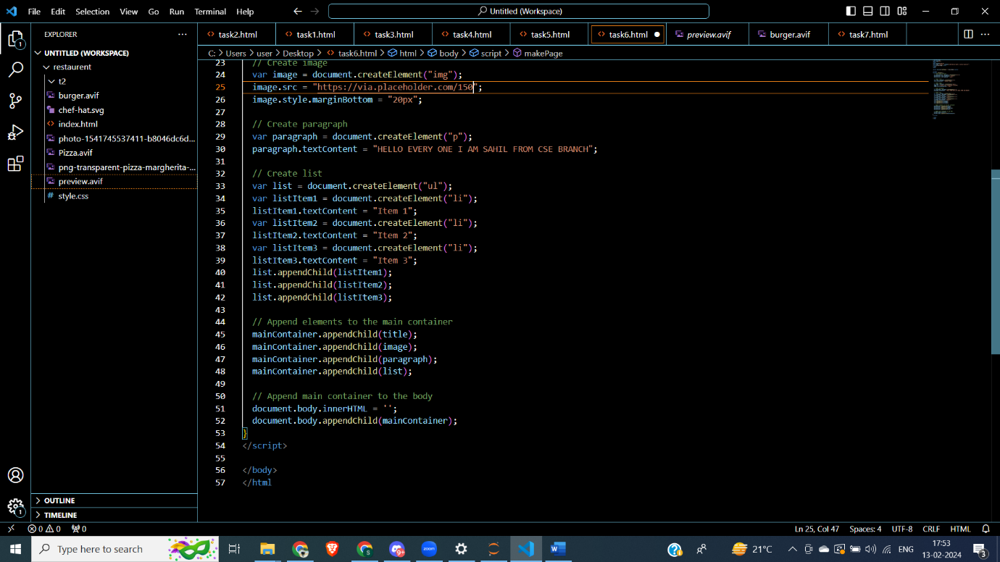 File Edit Selection View Go Run Terminal Help
Untitled (Workspace)
EXPLORER
UNTITLED (WORKSPACE)
restaurent
t2
burger.avif
chef-hat.svg
index.html
photo-1541745537411-b8046dc6d...
Pizza.avif
png-transparent-pizza-margherita-...
preview.avif
# style.css
OUTLINE
TIMELINE
task2.html task1.html task3.html task4.html task5.html task6.html preview.avif burger.avif task7.html
C: > Users > user > Desktop > task6.html > html > body > script > makePage
23 // Create image
24 var image = document.createElement("img");
25 image.src = "https://via.placeholder.com/150";
26 image.style.marginBottom = "20px";
27
28 // Create paragraph
29 var paragraph = document.createElement("p");
30 paragraph.textContent = "HELLO EVERY ONE I AM SAHIL FROM CSE BRANCH";
31
32 // Create list
33 var list = document.createElement("ul");
34 var listItem1 = document.createElement("li");
35 listItem1.textContent = "Item 1";
36 var listItem2 = document.createElement("li");
37 listItem2.textContent = "Item 2";
38 var listItem3 = document.createElement("li");
39 listItem3.textContent = "Item 3";
40 list.appendChild(listItem1);
41 list.appendChild(listItem2);
42 list.appendChild(listItem3);
43
44 // Append elements to the main container
45 mainContainer.appendChild(title);
46 mainContainer.appendChild(image);
47 mainContainer.appendChild(paragraph);
48 mainContainer.appendChild(list);
49
50 // Append main container to the body
51 document.body.innerHTML = '';
52 document.body.appendChild(mainContainer);
53 }
54 </script>
55
56 </body>
57 </html
0 0 0
Ln 25, Col 47 Spaces: 4 UTF-8 CRLF HTML
Type here to search
zoom
21°C
ENG
17:53
13-02-2024
3